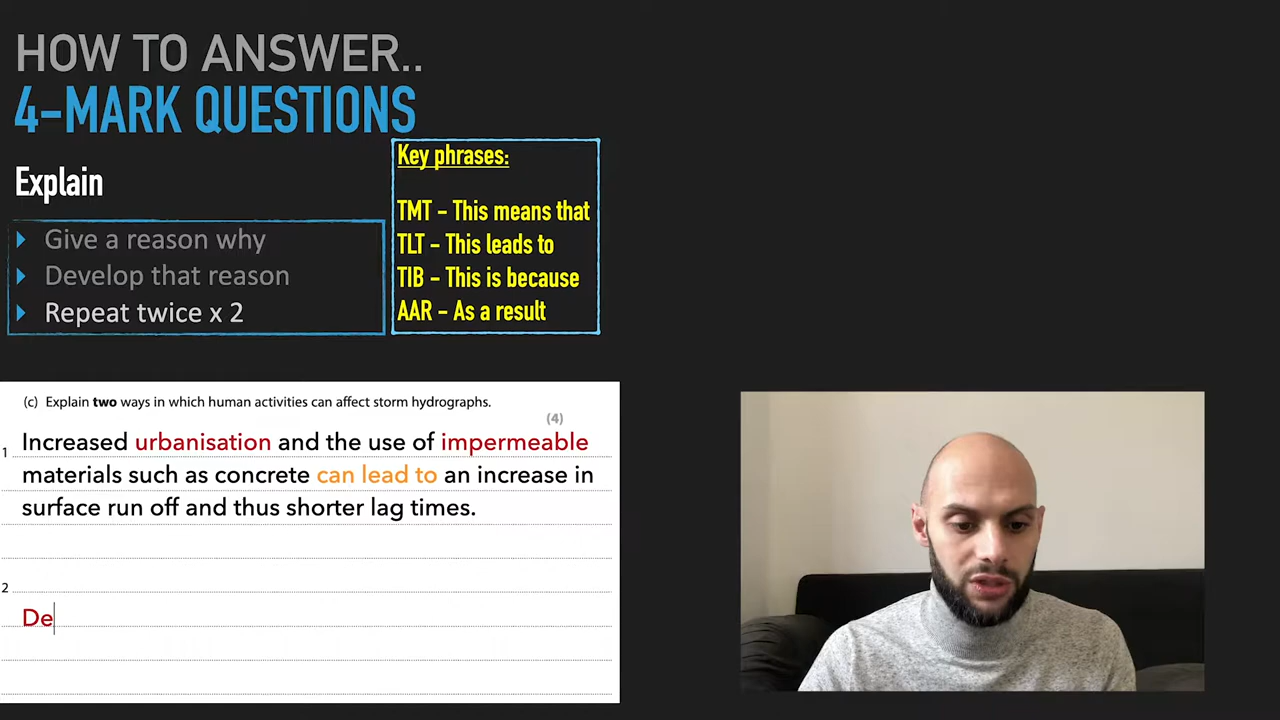 HOW TO ANSWER..
4-MARK QUESTIONS
Explain
Give a reason why
Develop that reason
Repeat twice x 2
Key phrases:
TMT - This means that
TLT - This leads to
TIB - This is because
AAR - As a result
(c) Explain two ways in which human activities can affect storm hydrographs.
(4)
1
Increased urbanisation and the use of impermeable
materials such as concrete can lead to an increase in
surface run off and thus shorter lag times.
2
De